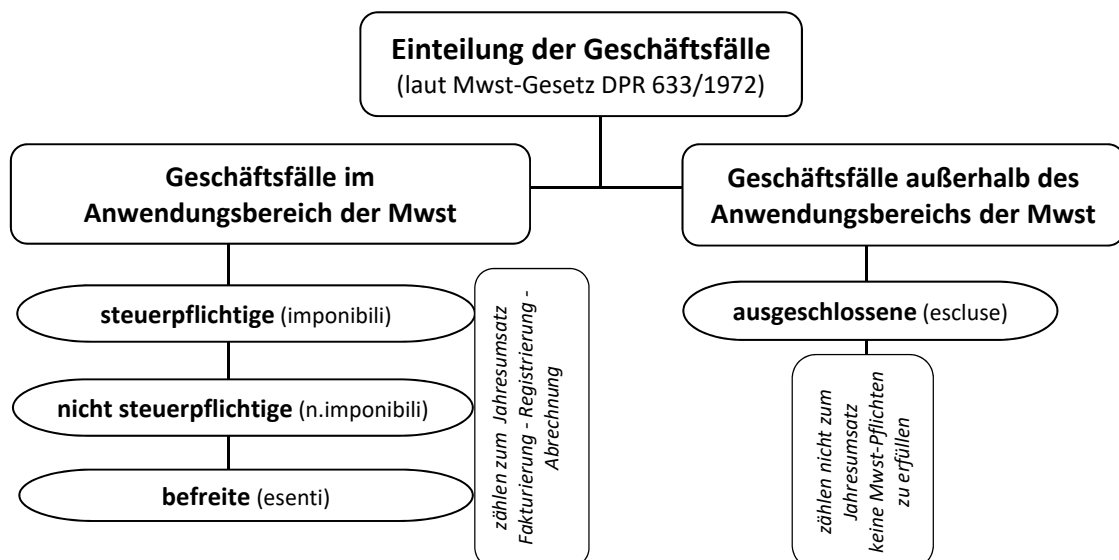 Einteilung der Geschäftsfälle
(laut Mwst-Gesetz DPR 633/1972)
Geschäftsfälle im
Anwendungsbereich der Mwst
steuerpflichtige (imponibili)
nicht steuerpflichtige (n.imponibili)
befreite (esenti)
zählen zum Jahresumsatz
Fakturierung - Registrierung -
Abrechnung
Geschäftsfälle außerhalb des
Anwendungsbereichs der Mwst
ausgeschlossene (escluse)
zählen nicht zum
Jahresumsatz
keine Mwst-Pflichten
zu erfüllen